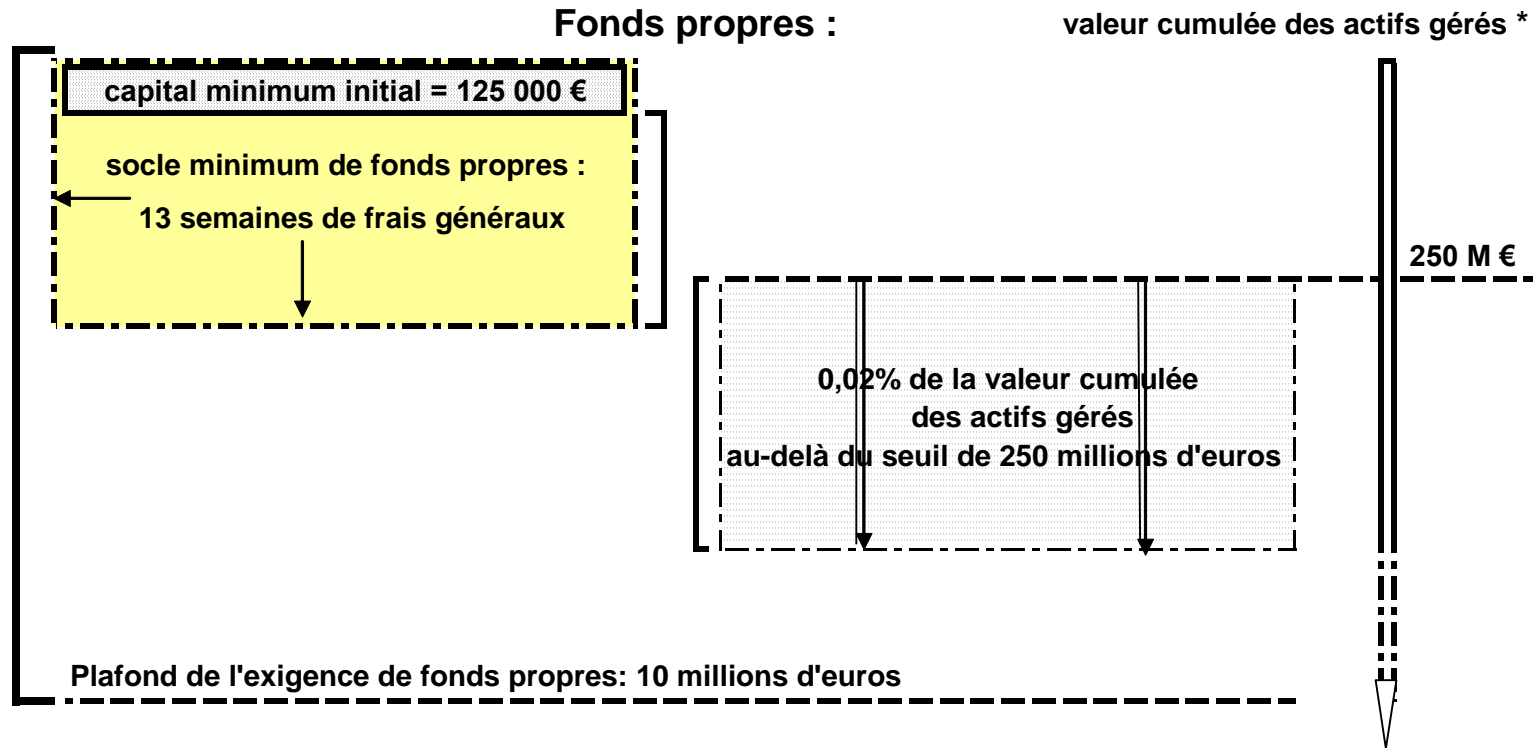 Fonds propres :
valeur cumulée des actifs gérés *
capital minimum initial = 125 000 €
socle minimum de fonds propres :
13 semaines de frais généraux
250 M €
0,02% de la valeur cumulée
des actifs gérés
au-delà du seuil de 250 millions d'euros
Plafond de l'exigence de fonds propres: 10 millions d'euros